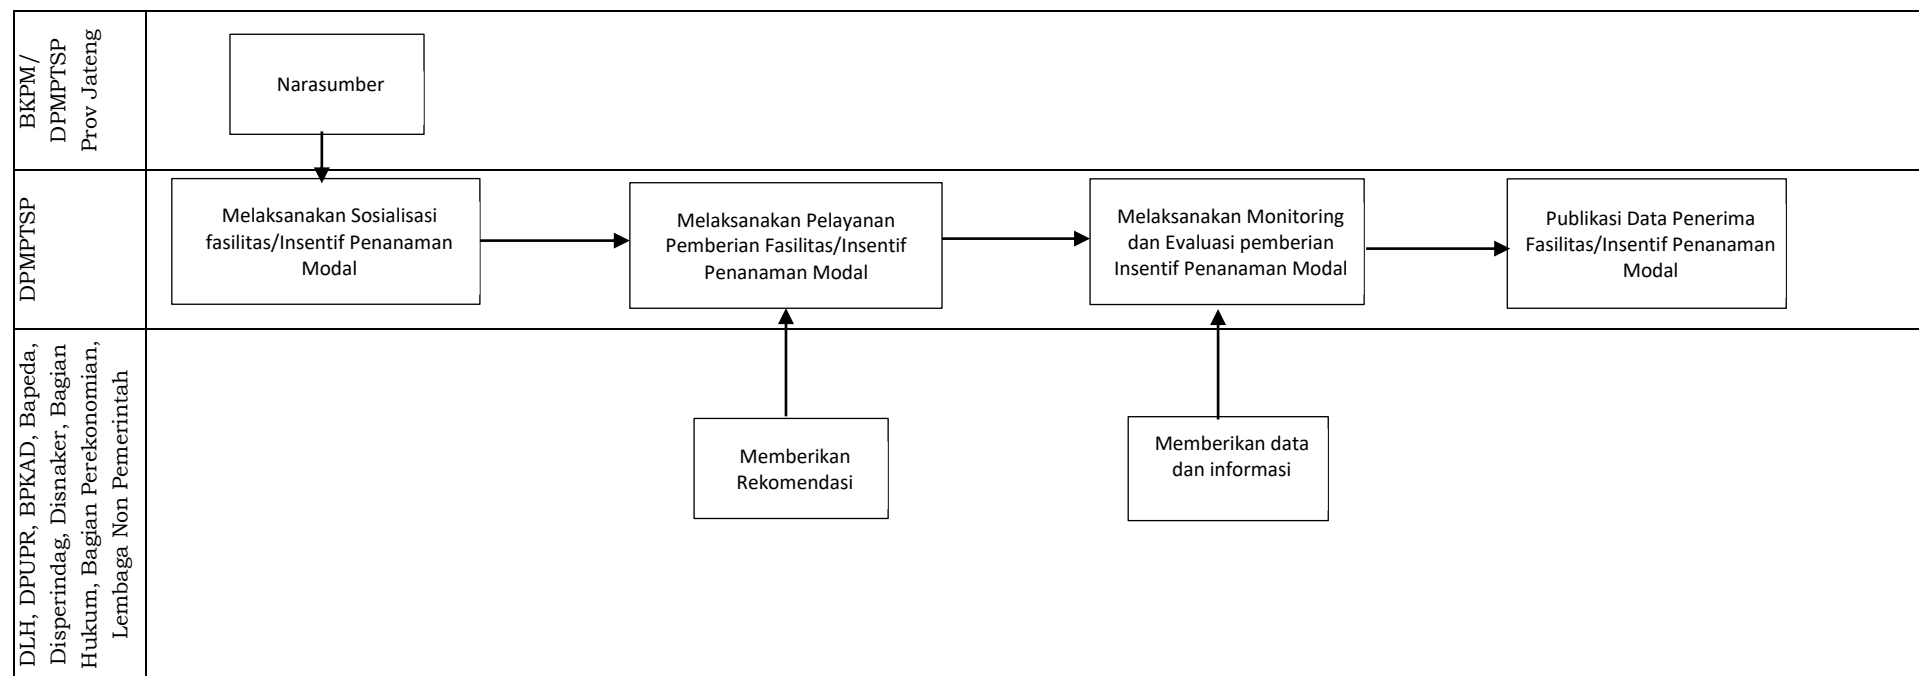 BKPM/
DPMPTSP
Prov Jateng
Narasumber
DPMPTSP
Melaksanakan Sosialisasi
fasilitas/Insentif Penanaman
Modal
Melaksanakan Pelayanan
Pemberian Fasilitas/Insentif
Penanaman Modal
Melaksanakan Monitoring
dan Evaluasi pemberian
Insentif Penanaman Modal
Publikasi Data Penerima
Fasilitas/Insentif Penanaman
Modal
DLH, DPUPR, BPKAD, Bapeda,
Disperindag, Disnaker, Bagian
Hukum, Bagian Perekonomian,
Lembaga Non Pemerintah
Memberikan
Rekomendasi
Memberikan data
dan informasi